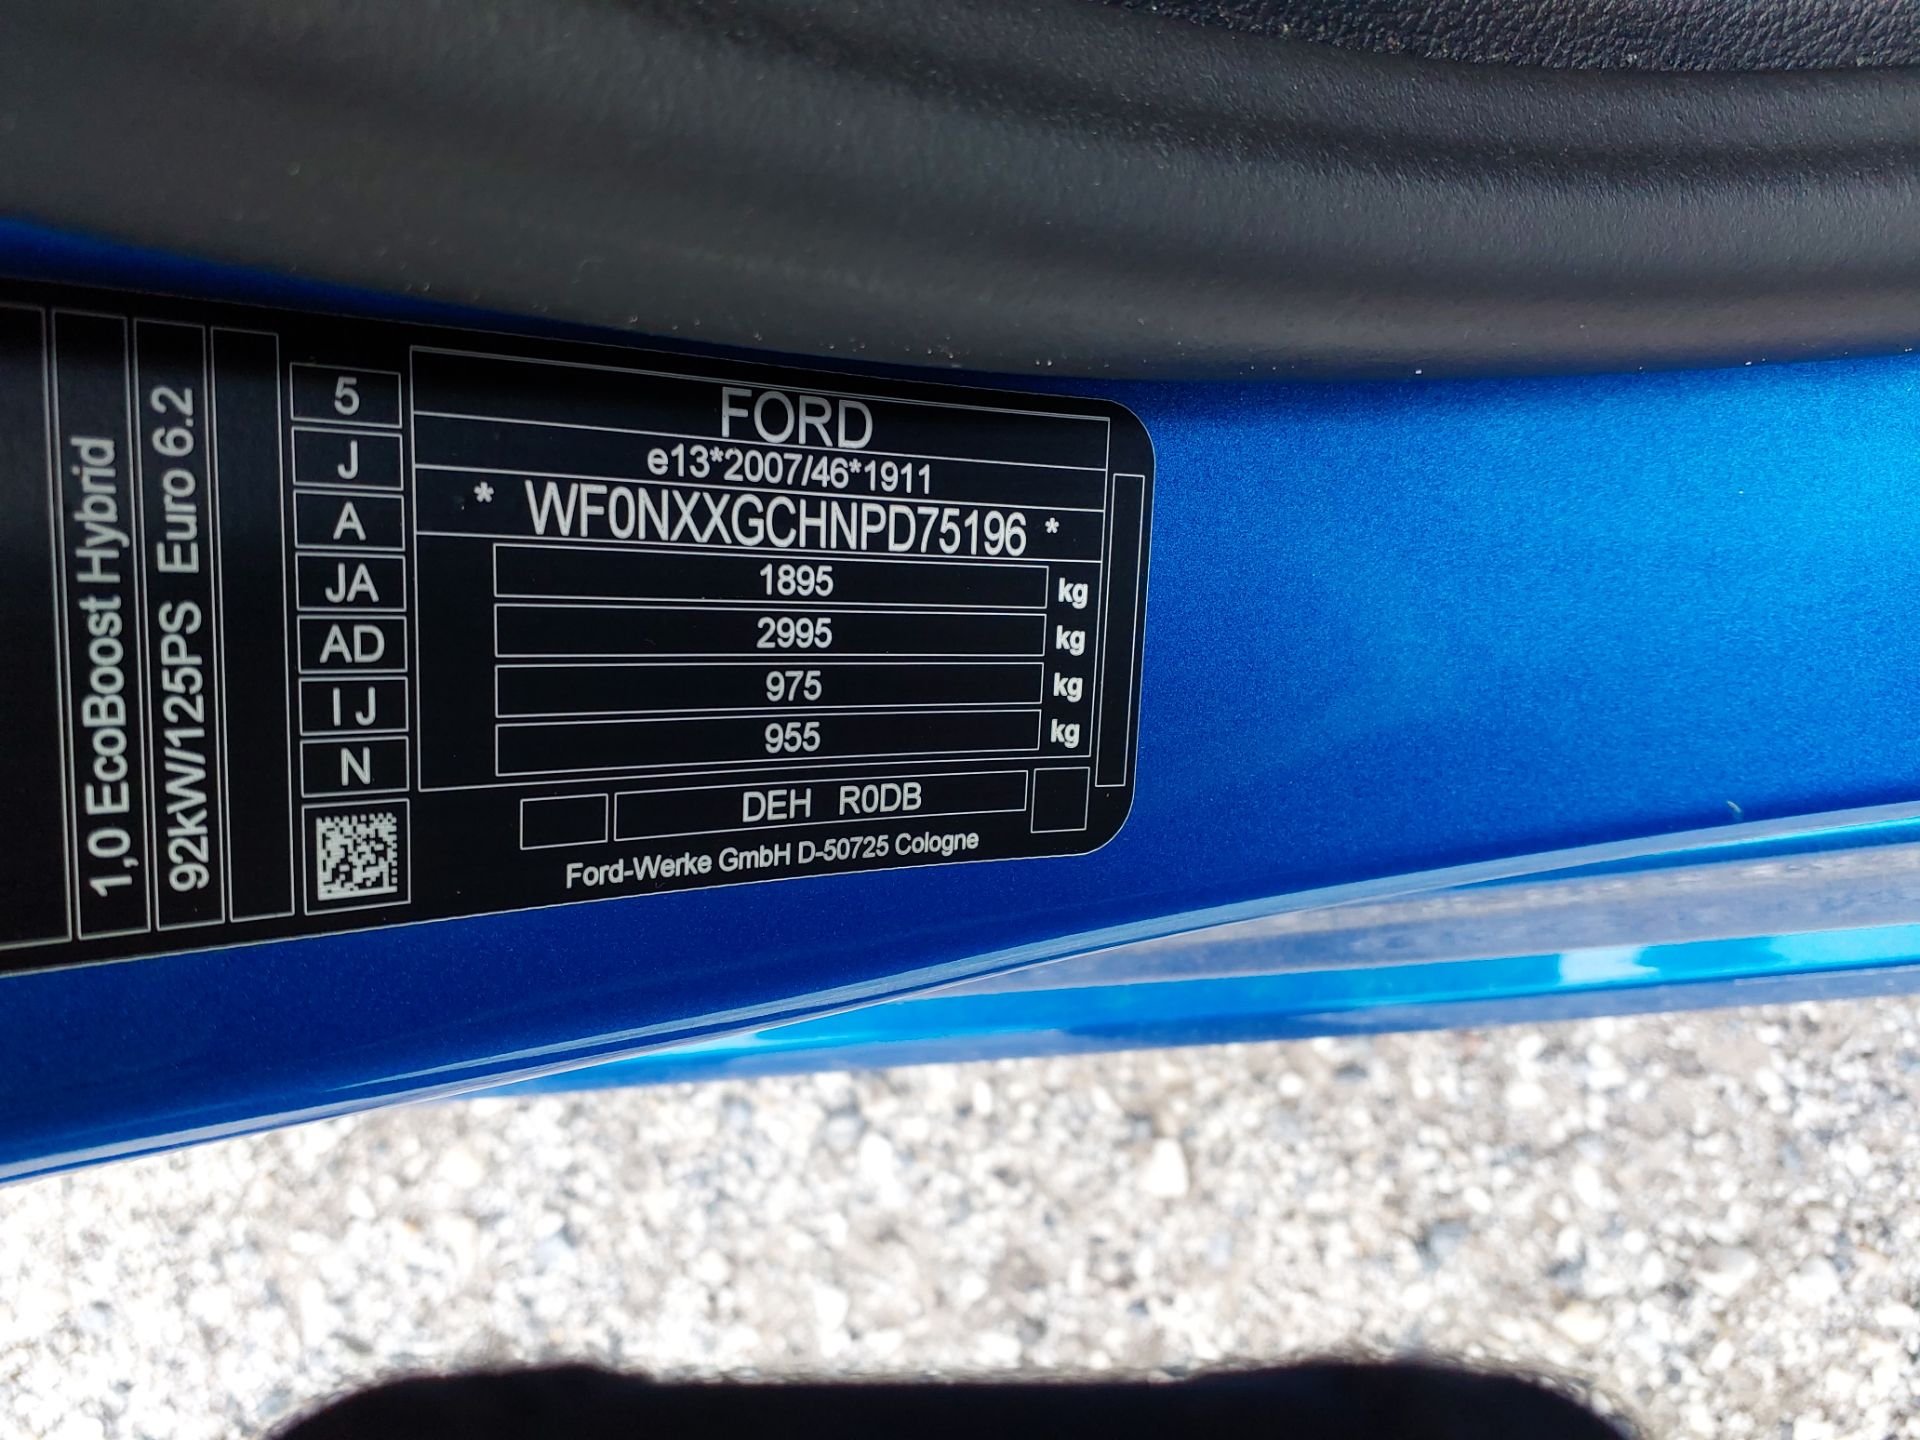 FORD
e13*2007/46*1911
* WF0NXXGCHNPD75196 *
1895 kg
2995 kg
975 kg
955 kg
DEH R0DB
Ford-Werke GmbH D-50725 Cologne
5
J
A
JA
AD
IJ
N
1,0 EcoBoost Hybrid
92kW/125PS Euro 6.2